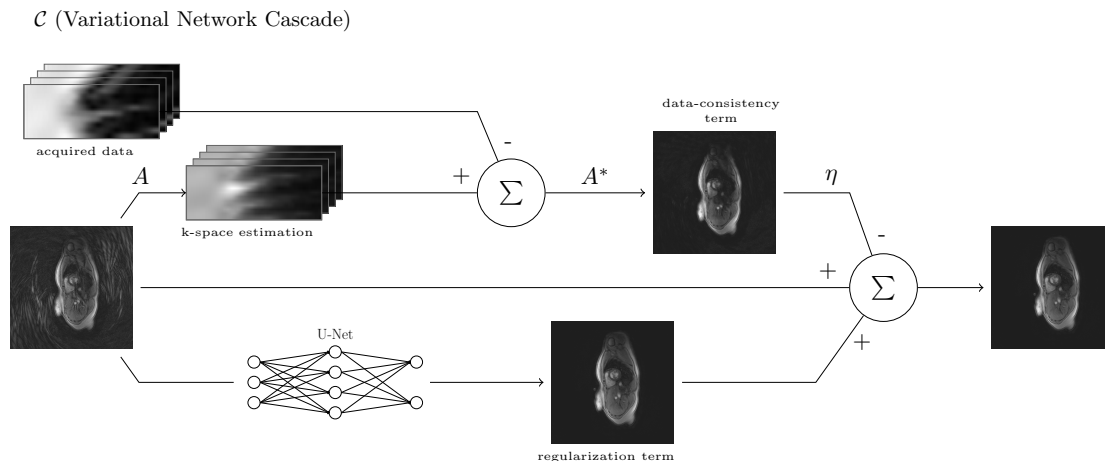 𝒞 (Variational Network Cascade)
acquired data
-
data-consistency
term
A
+
∑
A*
η
k-space estimation
-
+
∑
U-Net
+
regularization term